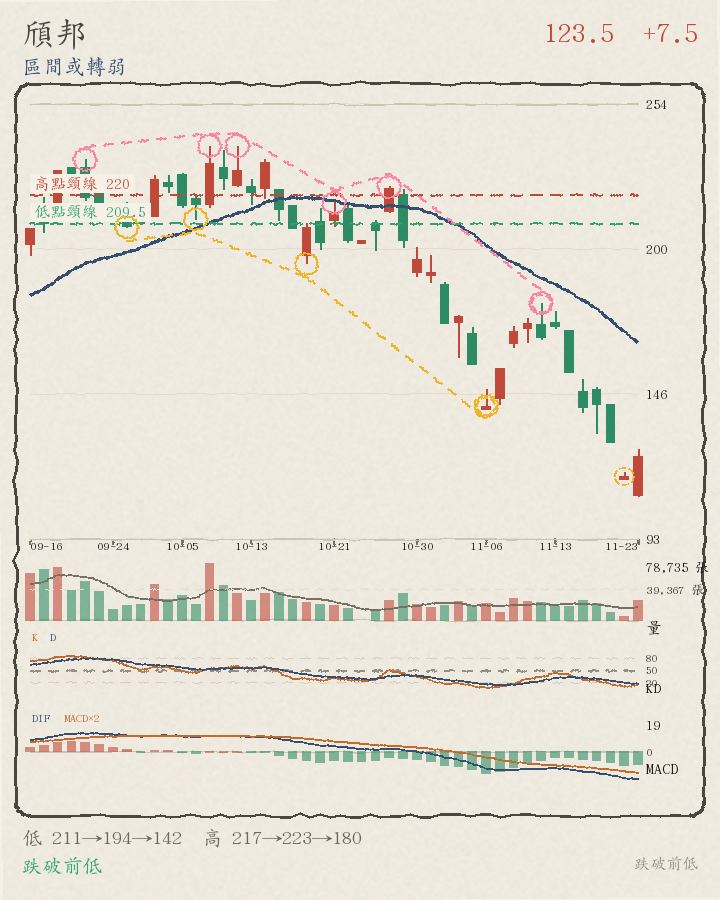 頎邦
123.5 +7.5
區間或轉弱
254
高點頸線 220
低點頸線 209.5
200
146
93
09-16 09-24 10-05 10-13 10-21 10-30 11-06 11-13 11-23
78,735 張
39,367 張
量
K D
80
50
20
KD
DIF MACD×2
19
0
MACD
低 211→194→142 高 217→223→180
跌破前低
跌破前低